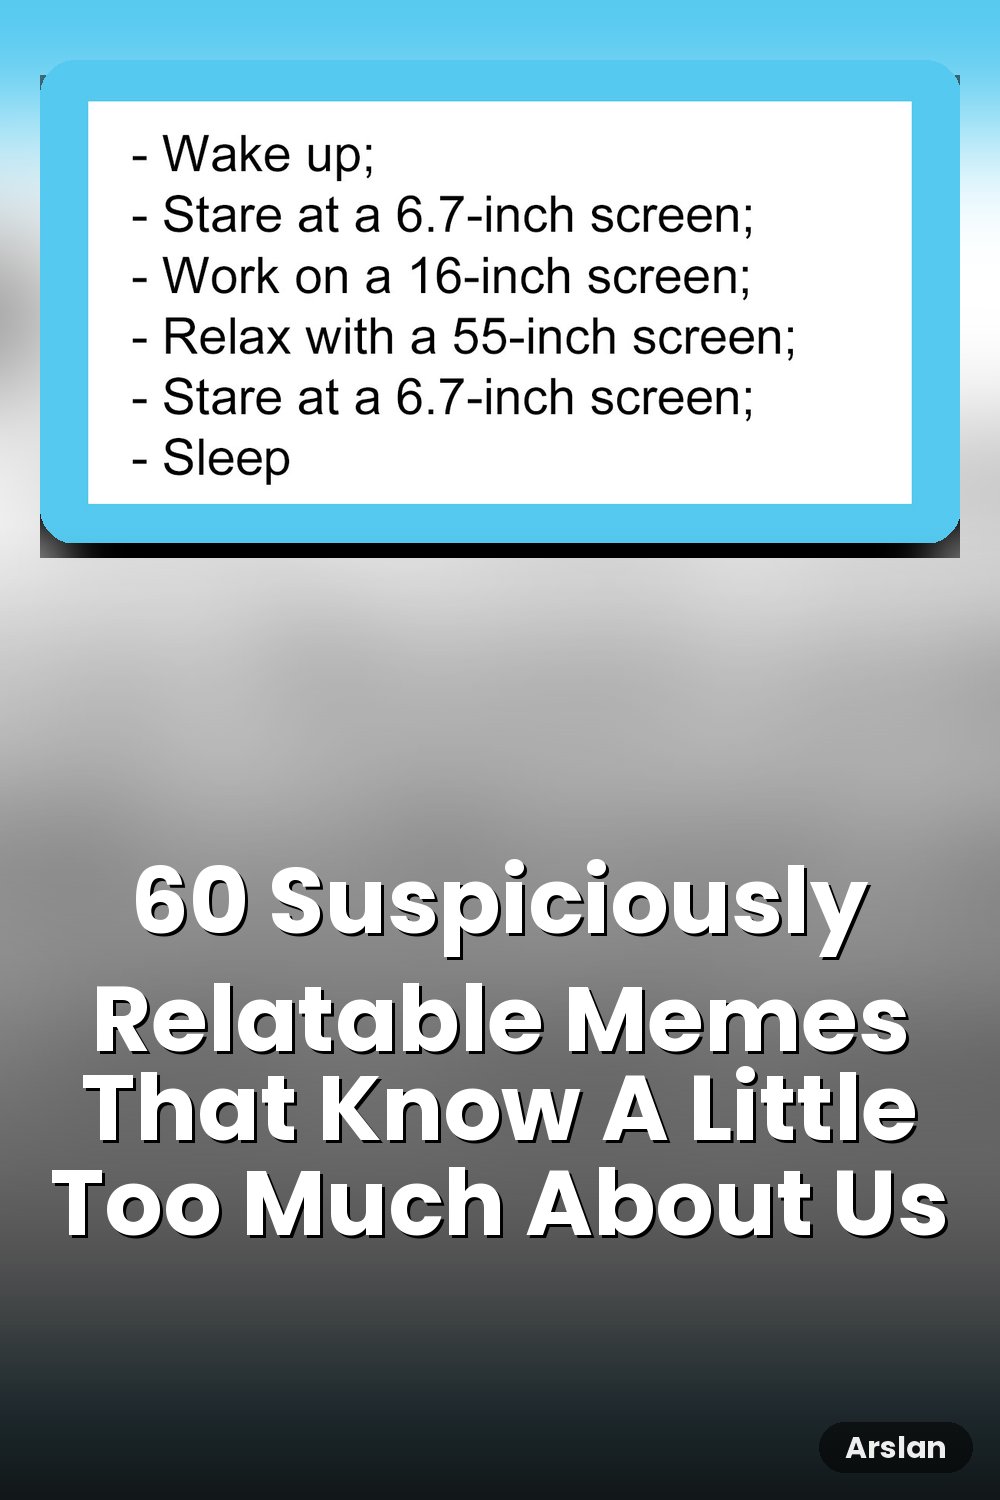 - Wake up;
- Stare at a 6.7-inch screen;
- Work on a 16-inch screen;
- Relax with a 55-inch screen;
- Stare at a 6.7-inch screen;
- Sleep
60 Suspiciously
Relatable Memes
That Know A Little
Too Much About Us
Arslan